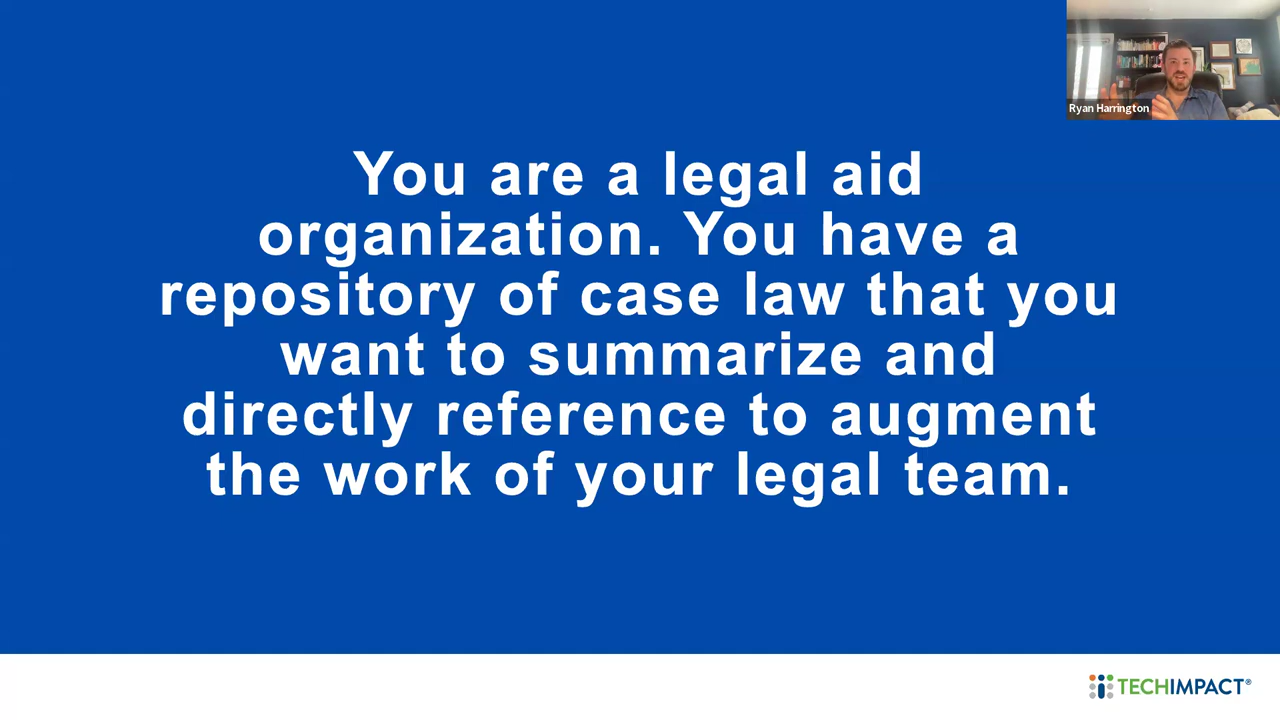 Ryan Harrington
You are a legal aid
organization. You have a
repository of case law that you
want to summarize and
directly reference to augment
the work of your legal team.
TECHIMPACT®